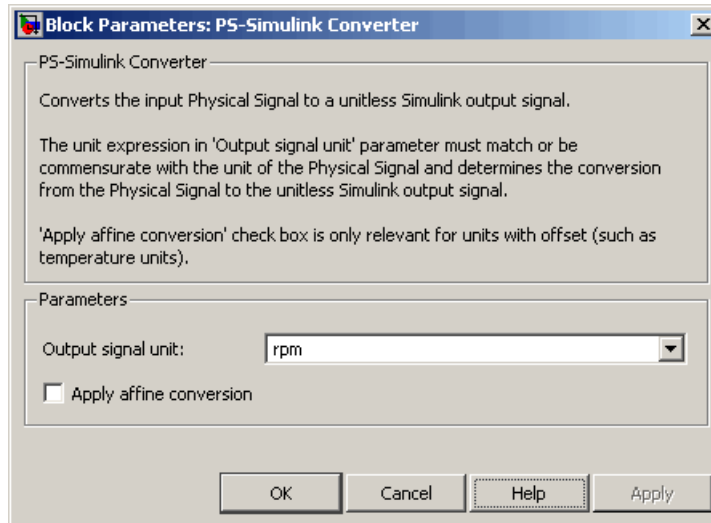 Block Parameters: PS-Simulink Converter
PS-Simulink Converter
Converts the input Physical Signal to a unitless Simulink output signal.
The unit expression in 'Output signal unit' parameter must match or be
commensurate with the unit of the Physical Signal and determines the conversion
from the Physical Signal to the unitless Simulink output signal.
'Apply affine conversion' check box is only relevant for units with offset (such as
temperature units).
Parameters
Output signal unit: rpm
Apply affine conversion
OK Cancel Help Apply